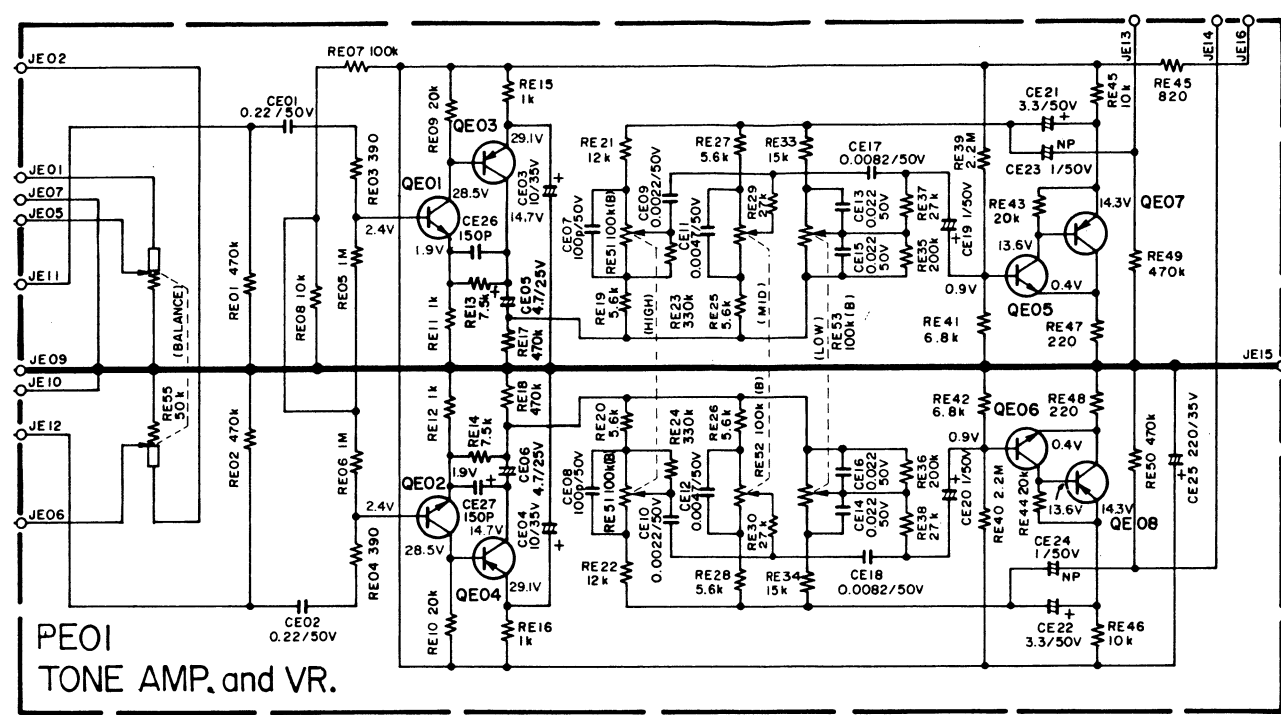 JE02
RE07 100k
JE13
JE14
JE16
CE01
0.22/50V
RE15
1k
RE45
820
RE45
10k
CE21
3.3/50V
+
RE09 20k
QE03
29.1V
RE21
12k
RE27
5.6k
RE33
15k
CE17
0.0082/50V
RE39
2.2M
NP
CE23 1/50V
RE03 390
JE01
JE07
JE05
QE01
28.5V
CE03
10/35V
+
CE09
0.0022/50V
RE29
27k
CE13
0.022
50V
RE37
27k
CE19 1/50V
+
RE43
20k
14.3V
QE07
2.4V
CE26
150P
14.7V
CE07
100p/50V
RE51 100k(B)
CE11
0.0047/50V
CE15
0.022
50V
RE35
200k
13.6V
RE49
470k
1.9V
JE11
RE01 470k
(BALANCE)
RE08 10k
RE05 1M
RE11 1k
RE13
7.5k
+
CE05
4.7/25V
RE19
5.6k
(HIGH)
RE23
330k
RE25
5.6k
(MID)
(LOW)
RE53
100k(B)
0.9V
0.4V
QE05
RE41
6.8k
RE47
220
RE17
470k
JE09
JE15
JE10
RE55
50k
RE12 1k
RE18
470k
RE20
5.6k
RE24
330k
RE26
5.6k
RE52 100k (B)
RE42
6.8k
QE06
RE48
220
JE12
RE02 470k
RE06 1M
RE14
7.5k
CE06
4.7/25V
+
1.9V
0.9V
0.4V
RE50 470k
CE25 220/35V
+
CE08
100p/50V
RE51 100k(B)
CE10
0.0022/50V
CE12
0.0047/50V
CE16
0.022
50V
RE36
200k
CE20 1/50V
+
RE40 2.2M
RE44 20k
13.6V
14.3V
QE08
JE06
2.4V
QE02
CE27
150P
14.7V
28.5V
CE04
10/35V
+
RE30
27k
CE14
0.022
50V
RE38
27k
CE24
1/50V
NP
RE04 390
29.1V
QE04
RE22
12k
RE28
5.6k
RE34
15k
CE18
0.0082/50V
CE02
0.22/50V
RE10 20k
RE16
1k
CE22
3.3/50V
+
RE46
10k
PE01
TONE AMP. and VR.